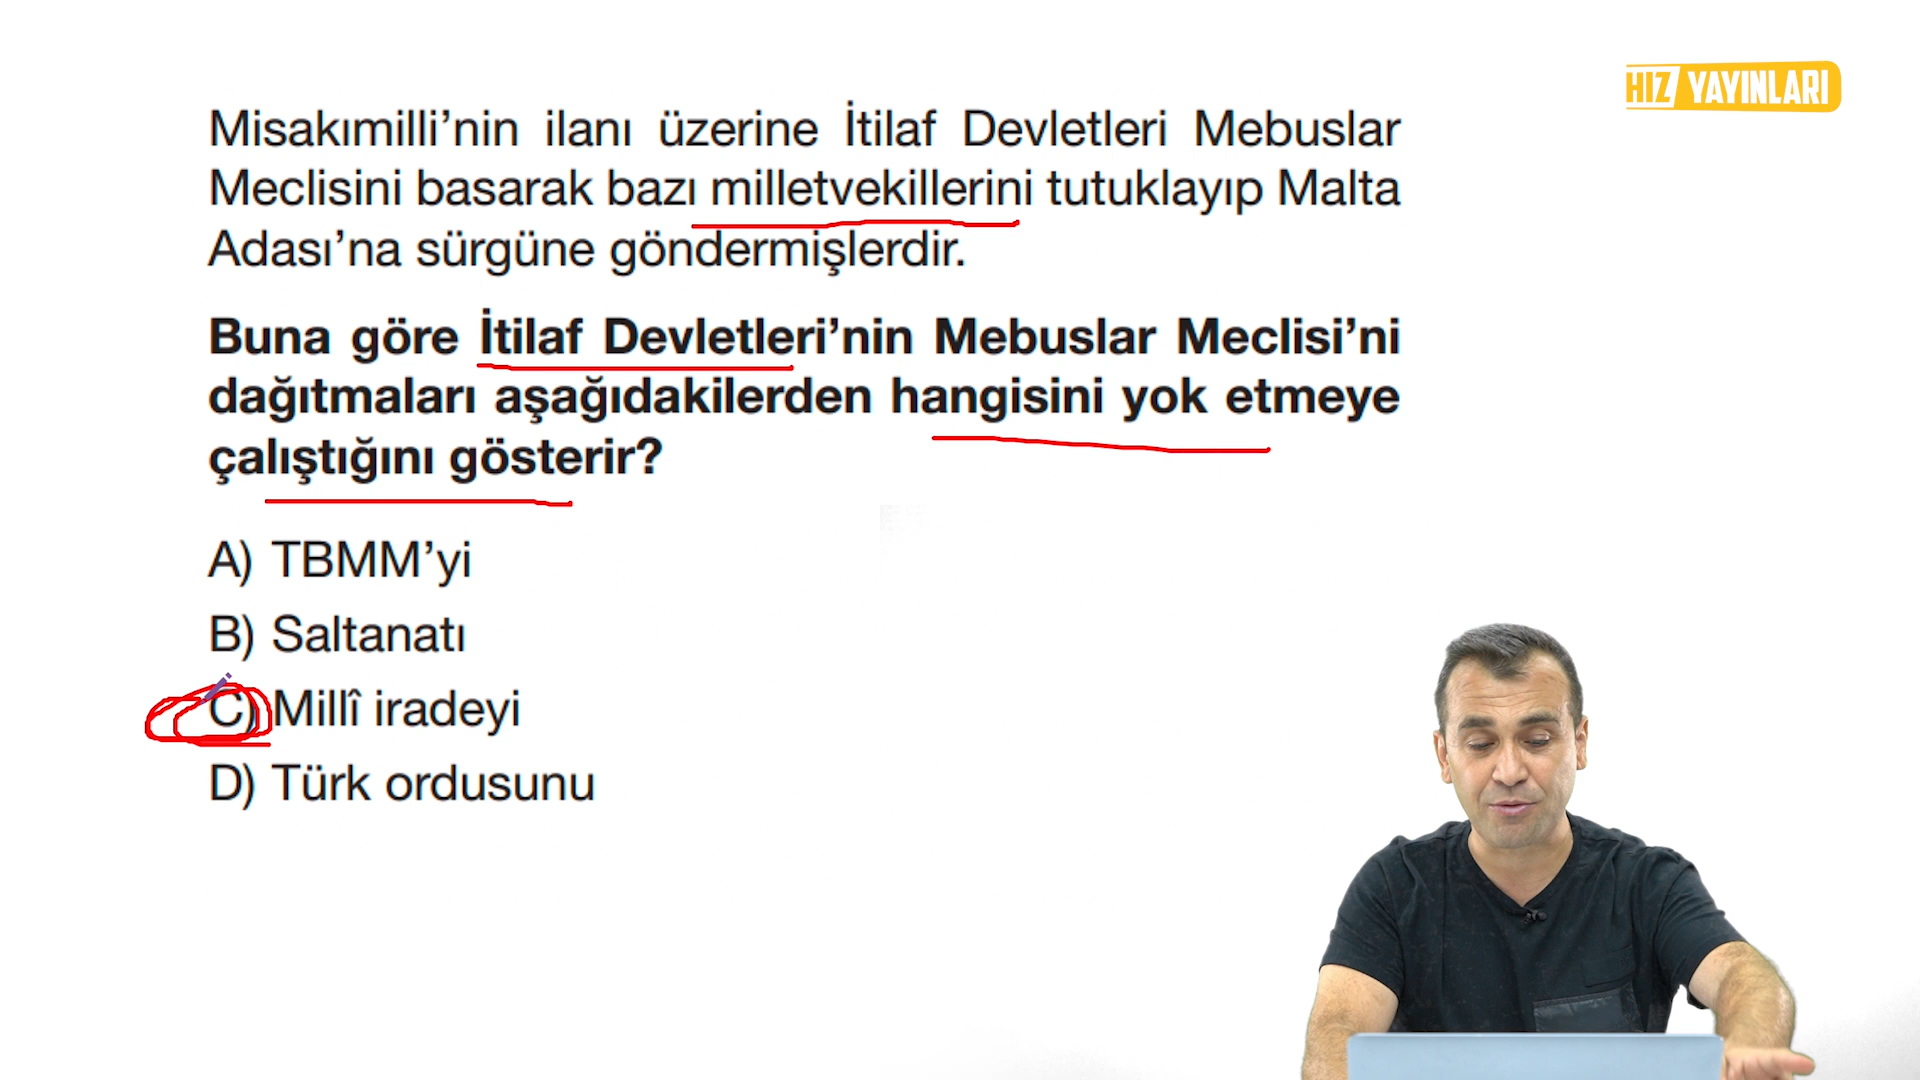 HIZ YAYINLARI
Misakımilli’nin ilanı üzerine İtilaf Devletleri Mebuslar
Meclisini basarak bazı milletvekillerini tutuklayıp Malta
Adası’na sürgüne göndermişlerdir.
Buna göre İtilaf Devletleri’nin Mebuslar Meclisi’ni
dağıtmaları aşağıdakilerden hangisini yok etmeye
çalıştığını gösterir?
A) TBMM’yi
B) Saltanatı
C) Millî iradeyi
D) Türk ordusunu